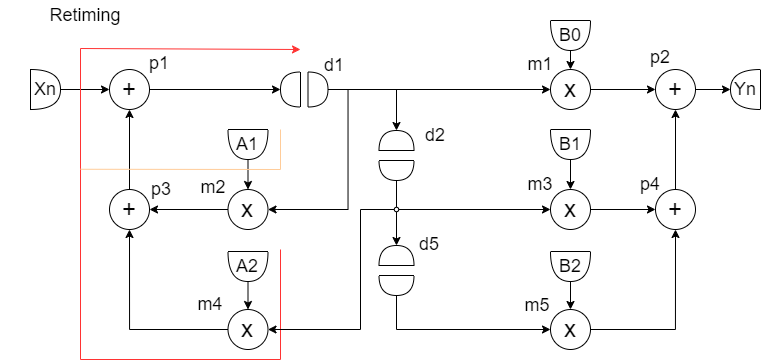 Retiming
B0
p1
d1
m1
p2
Xn
+
x
+
Yn
A1
d2
B1
p3
m2
m3
p4
+
x
x
+
A2
d5
B2
m4
m5
x
x